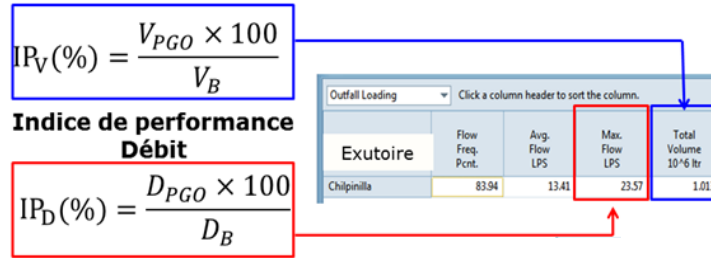 IP_V(%) = V_PGO × 100 / V_B
Indice de performance
Débit
IP_D(%) = D_PGO × 100 / D_B
Outfall Loading Click a column header to sort the column.
Exutoire Flow Freq. Pcnt. Avg. Flow LPS Max. Flow LPS Total Volume 10^6 ltr
Chilpinilla 83.94 13.41 23.57 1.01